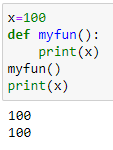 x=100
def myfun():
    print(x)
myfun()
print(x)
100
100